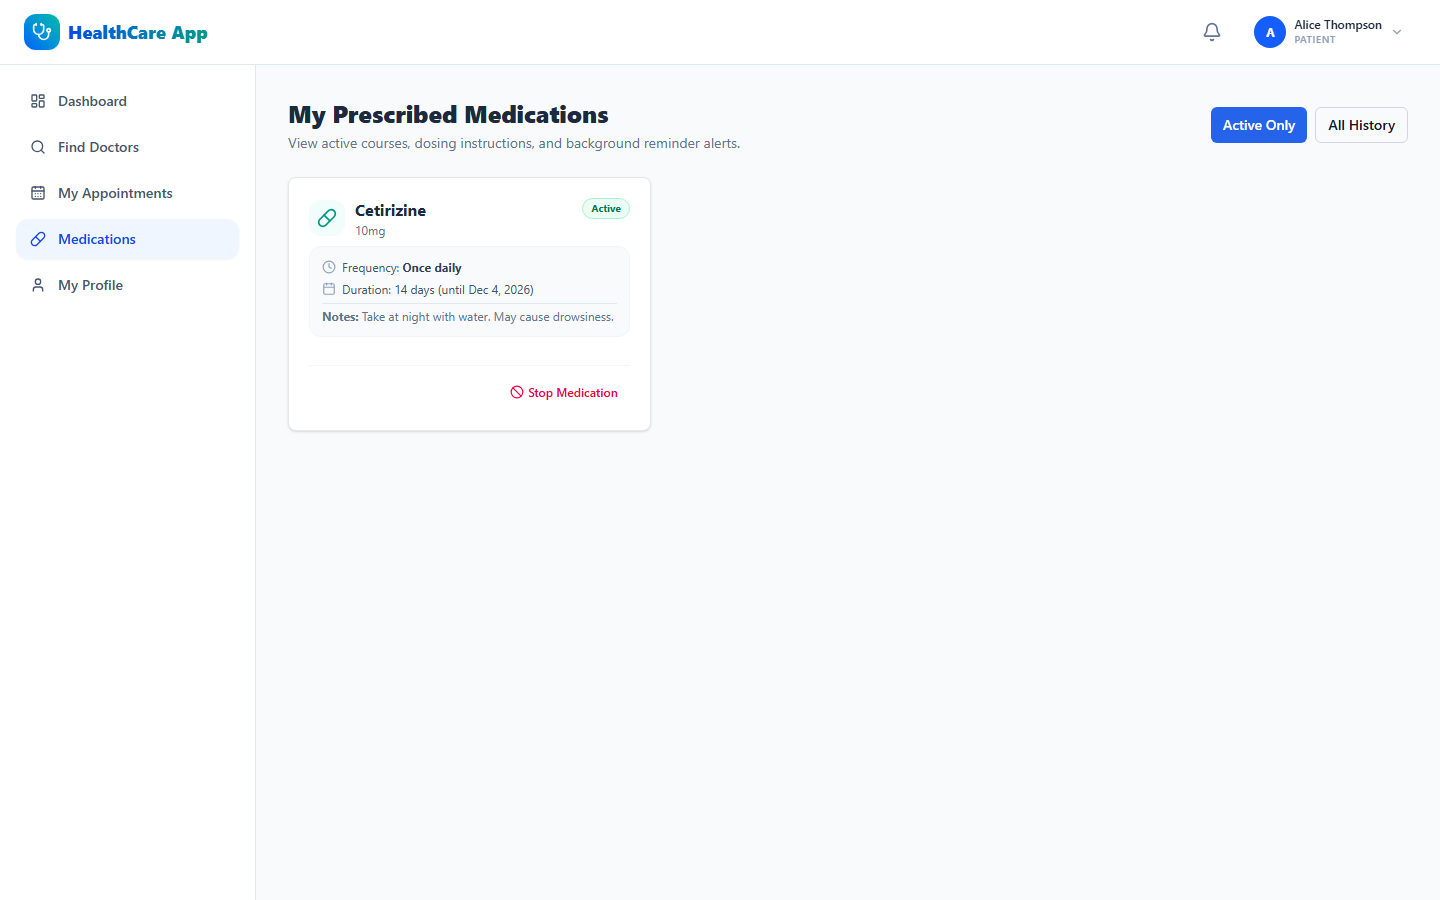 HealthCare App
A
Alice Thompson
PATIENT
Dashboard
Find Doctors
My Appointments
Medications
My Profile
My Prescribed Medications
View active courses, dosing instructions, and background reminder alerts.
Active Only
All History
Cetirizine
Active
10mg
Frequency: Once daily
Duration: 14 days (until Dec 4, 2026)
Notes: Take at night with water. May cause drowsiness.
Stop Medication